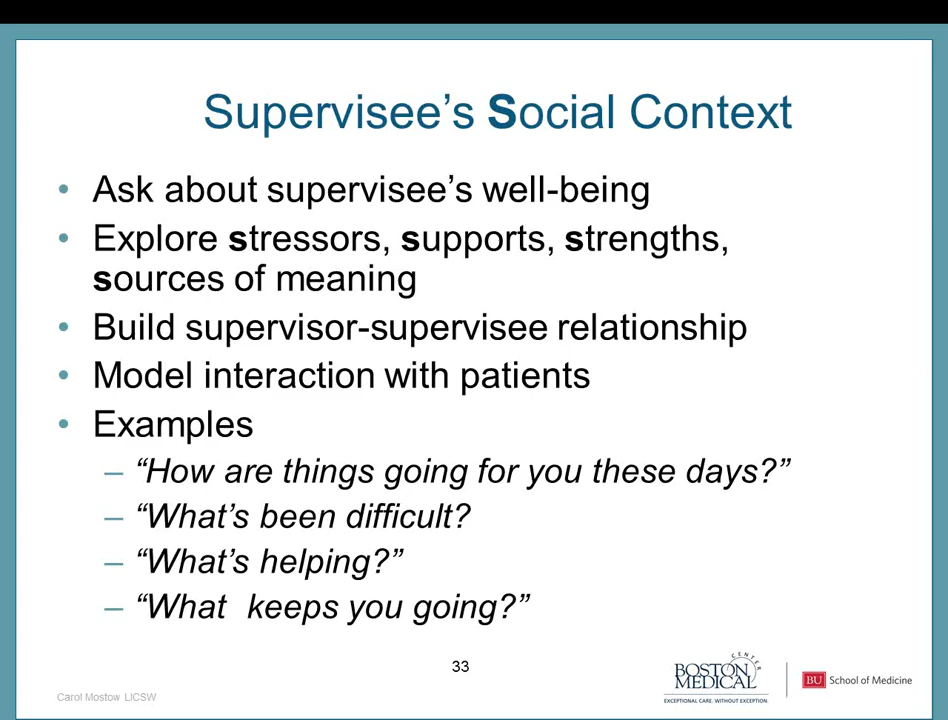 Supervisee’s Social Context
• Ask about supervisee’s well-being
• Explore stressors, supports, strengths,
sources of meaning
• Build supervisor-supervisee relationship
• Model interaction with patients
• Examples
– “How are things going for you these days?”
– “What’s been difficult?
– “What’s helping?”
– “What  keeps you going?”
33
Carol Mostow LICSW
BOSTON
MEDICAL
CENTER
EXCEPTIONAL CARE. WITHOUT EXCEPTION
BU School of Medicine